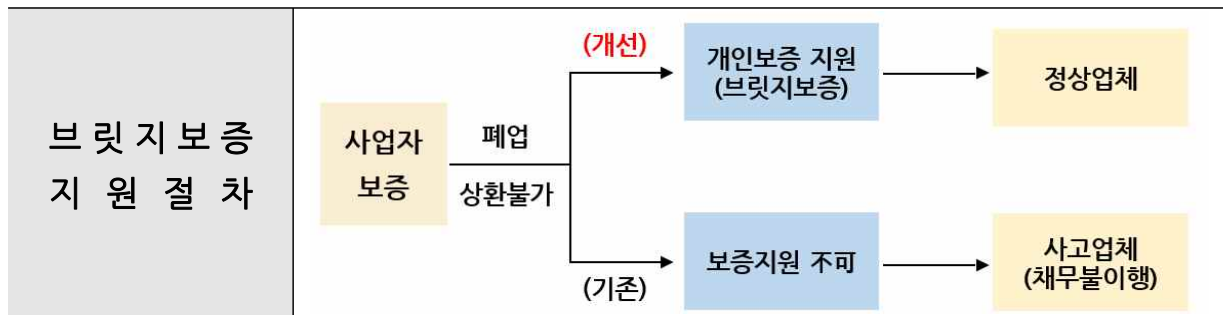 브릿지보증
지원절차
사업자
보증
폐업
상환불가
(개선)
개인보증 지원
(브릿지보증)
정상업체
(기존)
보증지원 不可
사고업체
(채무불이행)